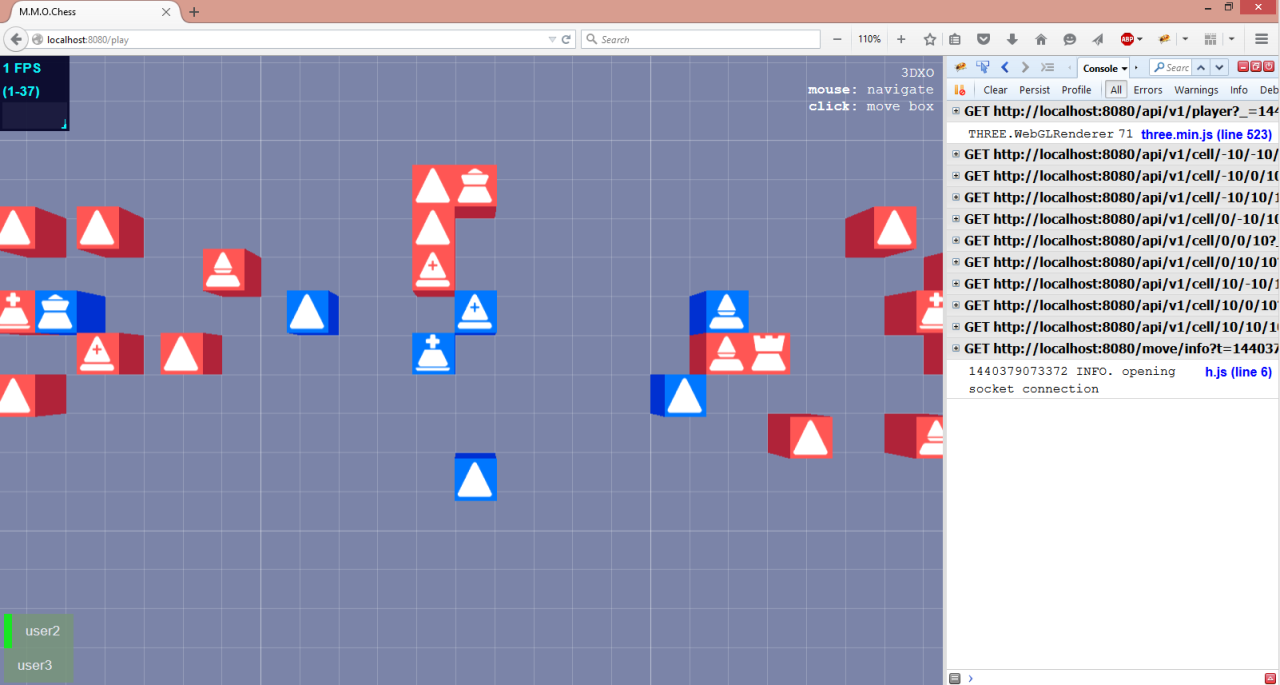 M.M.O.Chess
localhost:8080/play
Search
110%
ABP
1 FPS
(1-37)
3DXO
mouse: navigate
click: move box
user2
user3
Console
Searc
Clear Persist Profile All Errors Warnings Info Deb
GET http://localhost:8080/api/v1/player?_=144
THREE.WebGLRenderer 71 three.min.js (line 523)
GET http://localhost:8080/api/v1/cell/-10/-10/
GET http://localhost:8080/api/v1/cell/-10/0/10
GET http://localhost:8080/api/v1/cell/-10/10/1
GET http://localhost:8080/api/v1/cell/0/-10/10
GET http://localhost:8080/api/v1/cell/0/0/10?_
GET http://localhost:8080/api/v1/cell/0/10/10?
GET http://localhost:8080/api/v1/cell/10/-10/1
GET http://localhost:8080/api/v1/cell/10/0/10?
GET http://localhost:8080/api/v1/cell/10/10/10
GET http://localhost:8080/move/info?t=144037
1440379073372 INFO. opening h.js (line 6)
socket connection